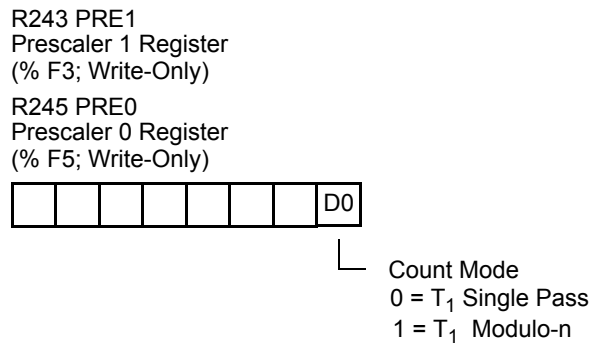 R243 PRE1
Prescaler 1 Register
(% F3; Write-Only)
R245 PRE0
Prescaler 0 Register
(% F5; Write-Only)
D0
Count Mode
0 = T₁ Single Pass
1 = T₁ Modulo-n